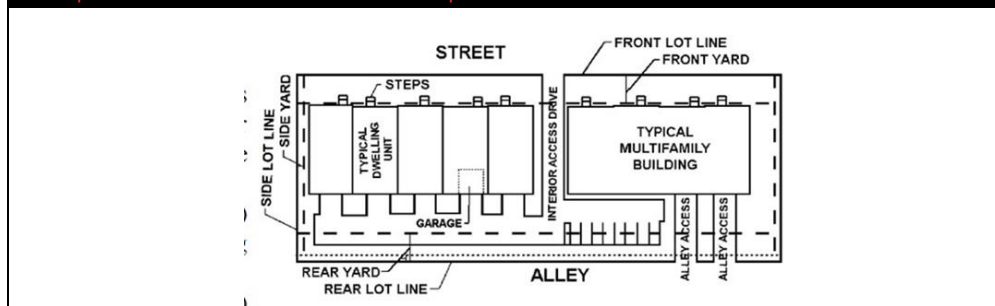 STREET
FRONT LOT LINE
FRONT YARD
STEPS
SIDE LOT LINE
SIDE YARD
TYPICAL
DWELLING
UNIT
INTERIOR ACCESS DRIVE
TYPICAL
MULTIFAMILY
BUILDING
GARAGE
ALLEY ACCESS
ALLEY ACCESS
REAR YARD
REAR LOT LINE
ALLEY